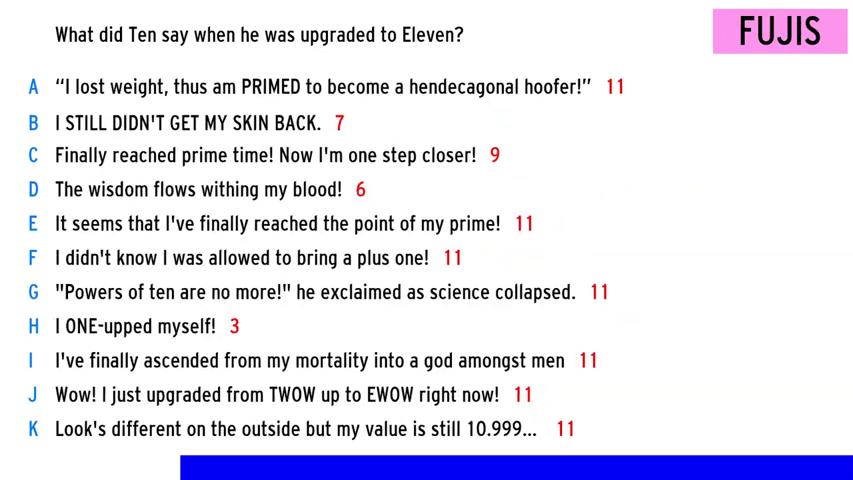 What did Ten say when he was upgraded to Eleven?
FUJIS
A “I lost weight, thus am PRIMED to become a hendecagonal hoofer!” 11
B I STILL DIDN'T GET MY SKIN BACK. 7
C Finally reached prime time! Now I'm one step closer! 9
D The wisdom flows withing my blood! 6
E It seems that I've finally reached the point of my prime! 11
F I didn't know I was allowed to bring a plus one! 11
G "Powers of ten are no more!" he exclaimed as science collapsed. 11
H I ONE-upped myself! 3
I I've finally ascended from my mortality into a god amongst men 11
J Wow! I just upgraded from TWOW up to EWOW right now! 11
K Look's different on the outside but my value is still 10.999... 11